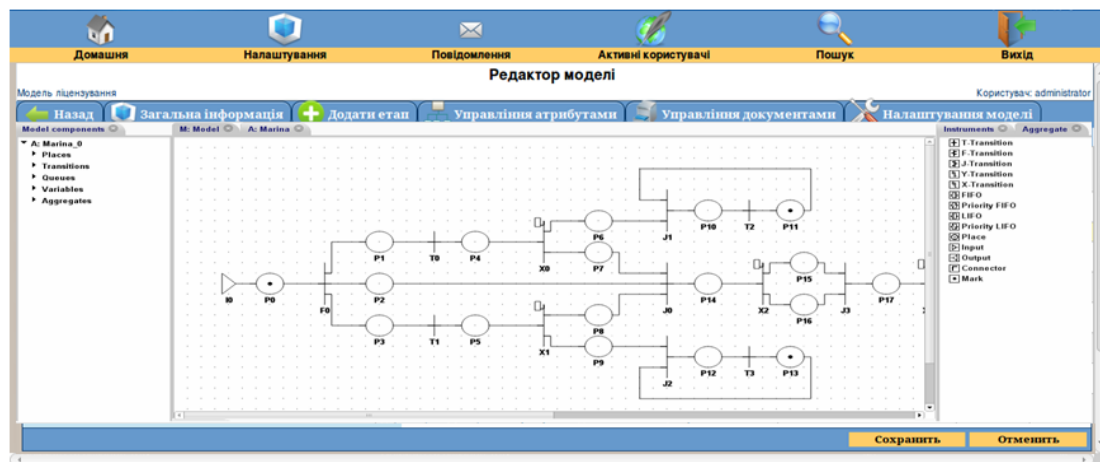 Домашня Налаштування Повідомлення Активні користувачі Пошук Вихід
Редактор моделі
Модель ліцензування Користувач: administrator
Назад Загальна інформація Додати етап Управління атрибутами Управління документами Налаштування моделі
Model components M: Model A: Marina Instruments Aggregate
A: Marina_0
Places
Transitions
Queues
Variables
Aggregates
T-Transition
F-Transition
J-Transition
Y-Transition
X-Transition
FIFO
Priority FIFO
LIFO
Priority LIFO
Place
Input
Output
Connector
Mark
P6 J1 P10 T2 P11
P1 T0 P4 X0 P7
P15
I0 P0 F0 P2 J0 P14 X2 P16 J3 P17
P3 T1 P5 X1 P8
P9
J2 P12 T3 P13
Сохранить Отменить